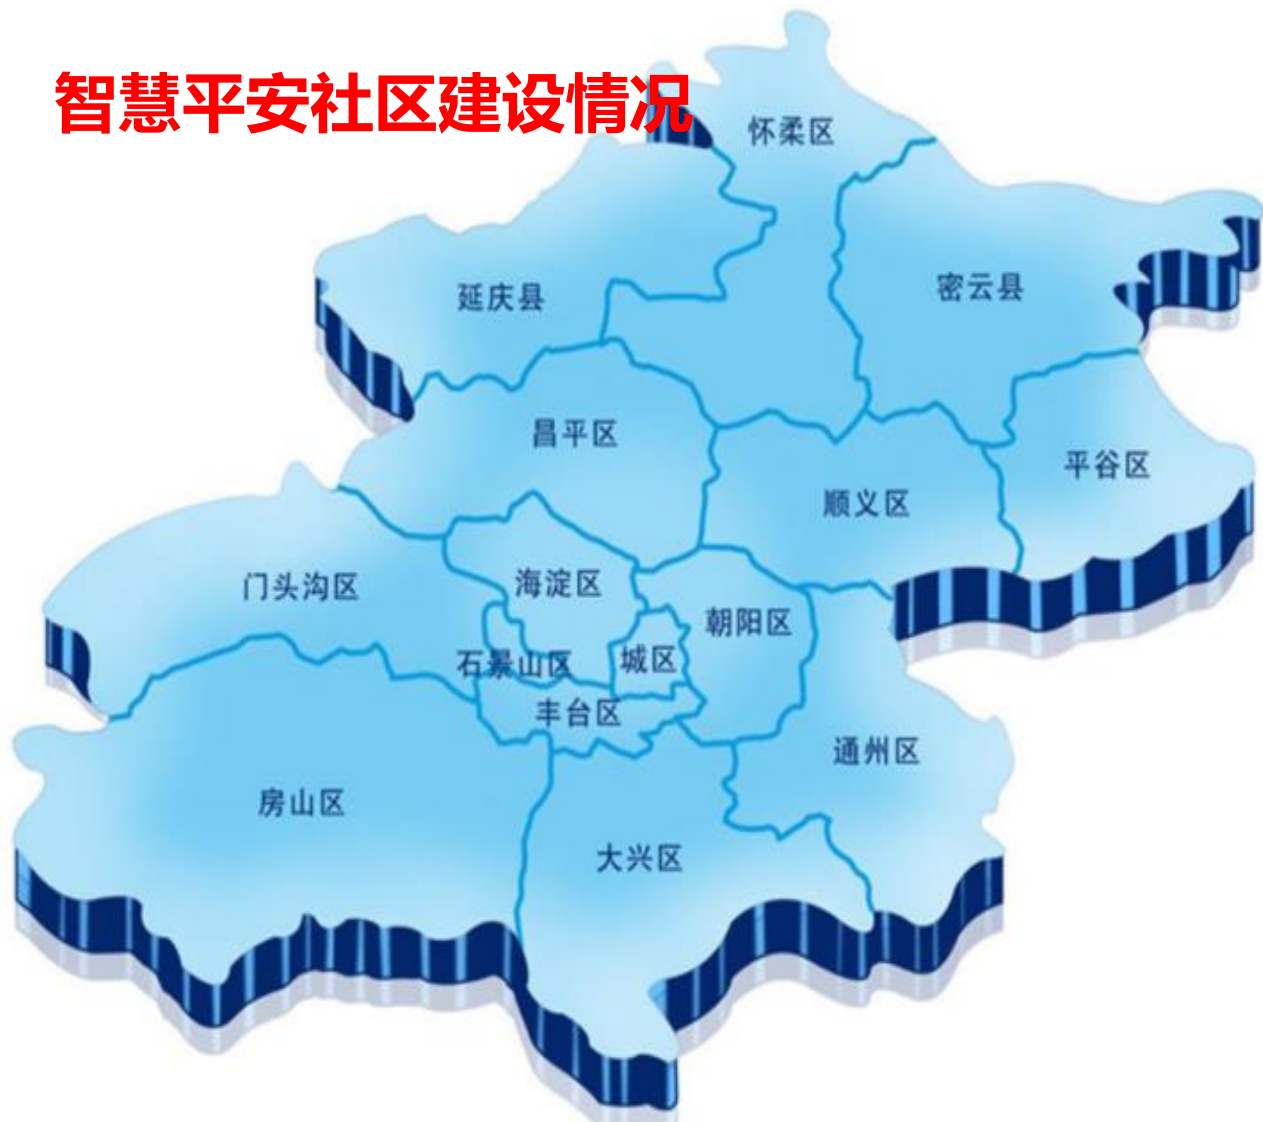 智慧平安社区建设情况
怀柔区
延庆县
密云县
昌平区
平谷区
顺义区
门头沟区
海淀区
朝阳区
石景山区
城区
丰台区
通州区
房山区
大兴区